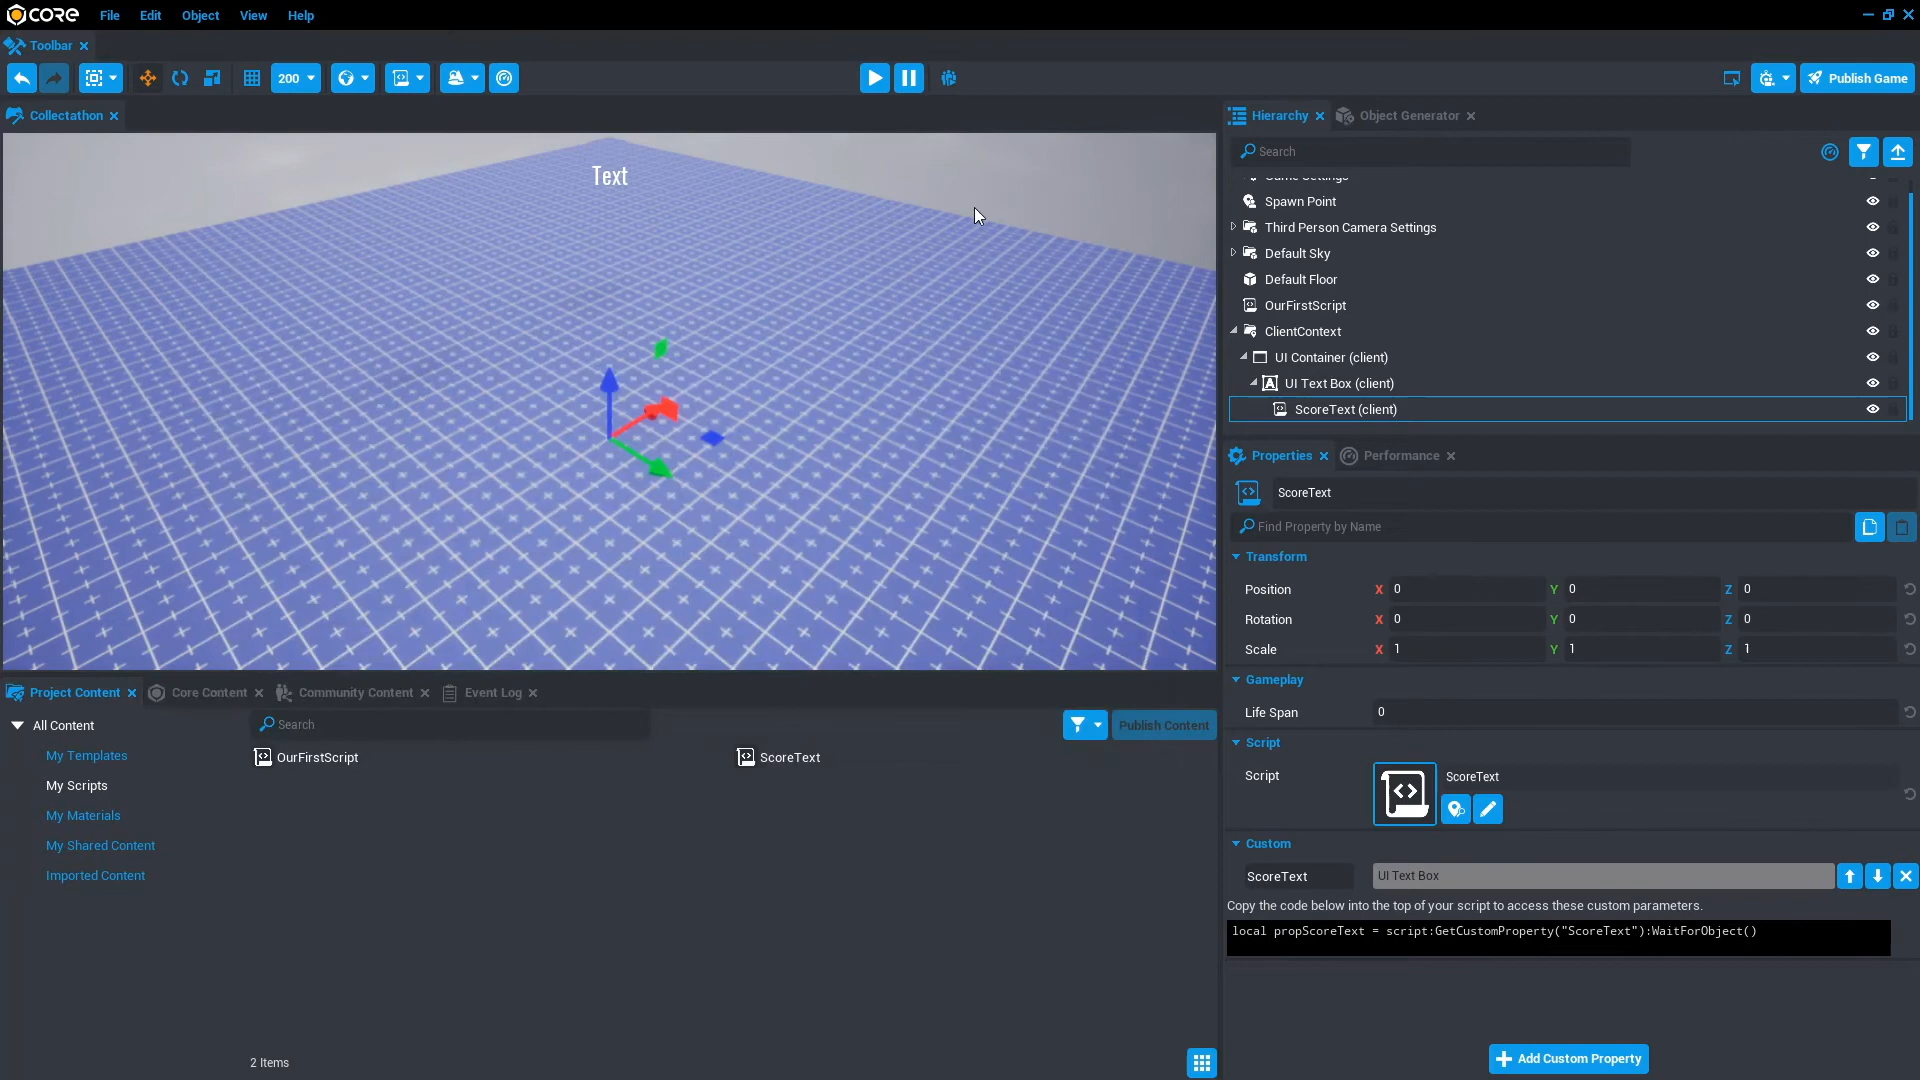 CORE File Edit Object View Help
Toolbar
200
Publish Game
Collectathon
Text
Hierarchy Object Generator
Search
Game Settings
Spawn Point
Third Person Camera Settings
Default Sky
Default Floor
OurFirstScript
ClientContext
UI Container (client)
UI Text Box (client)
ScoreText (client)
Properties Performance
ScoreText
Find Property by Name
Transform
Position X 0 Y 0 Z 0
Rotation X 0 Y 0 Z 0
Scale X 1 Y 1 Z 1
Gameplay
Life Span 0
Script
Script ScoreText
Custom
ScoreText UI Text Box
Copy the code below into the top of your script to access these custom parameters.
local propScoreText = script:GetCustomProperty("ScoreText"):WaitForObject()
Add Custom Property
Project Content Core Content Community Content Event Log
All Content
Search
Publish Content
My Templates
My Scripts
My Materials
My Shared Content
Imported Content
OurFirstScript ScoreText
2 Items